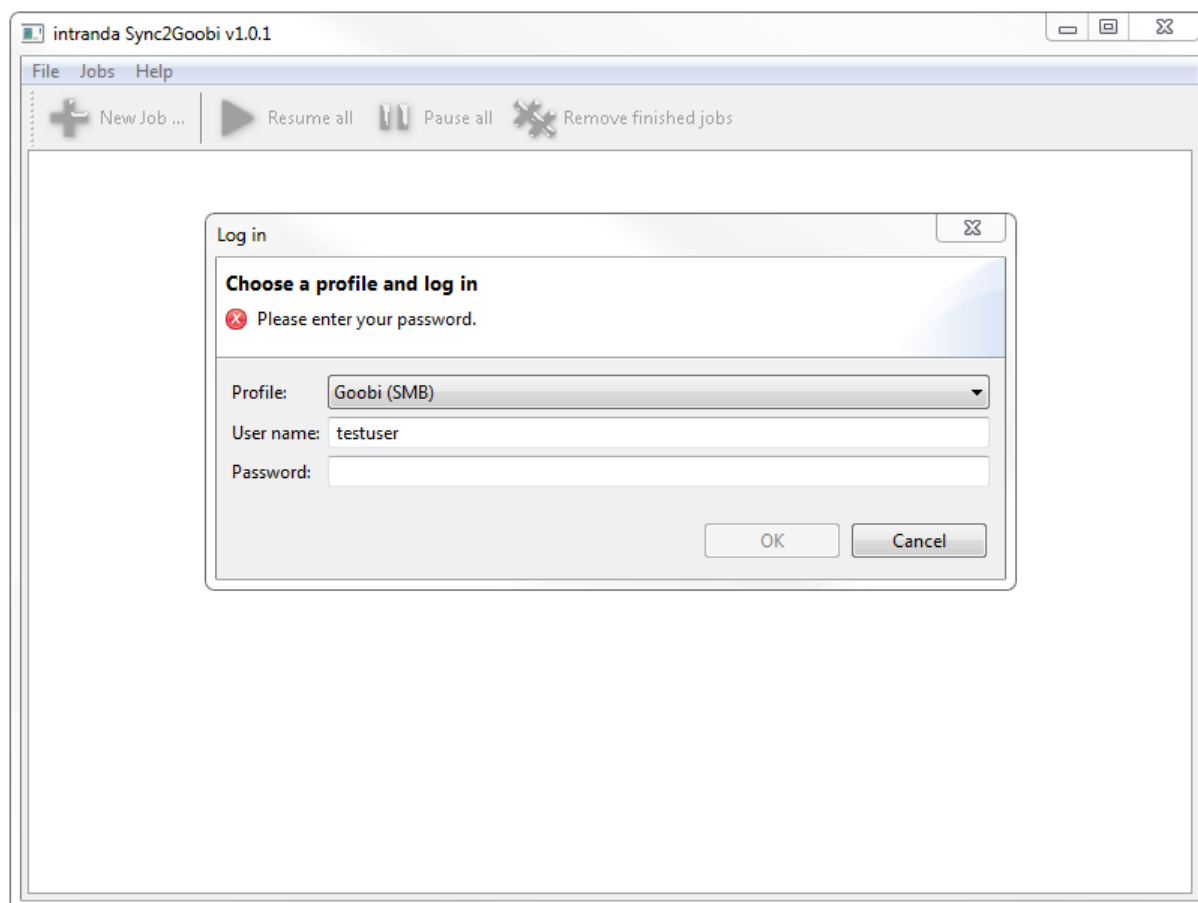 intranda Sync2Goobi v1.0.1
File Jobs Help
New Job ... Resume all Pause all Remove finished jobs
Log in
Choose a profile and log in
Please enter your password.
Profile: Goobi (SMB)
User name: testuser
Password:
OK Cancel